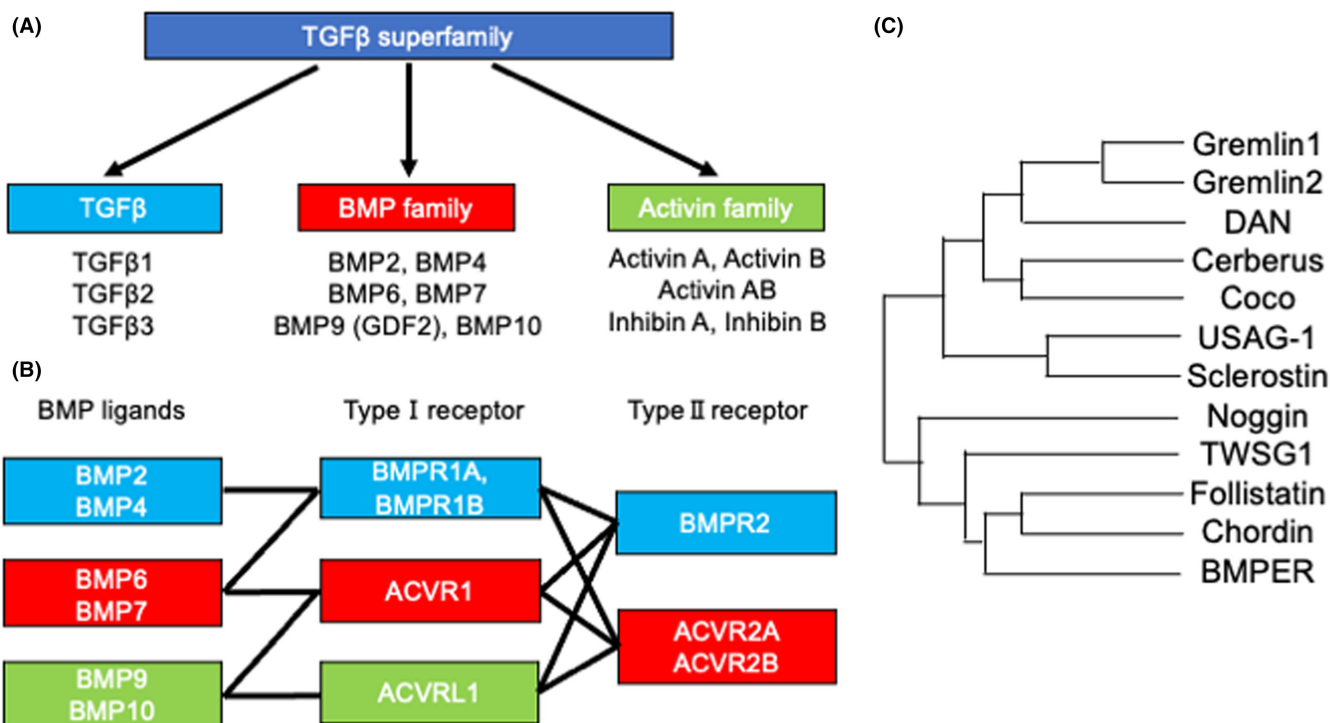 (A)
TGFβ superfamily
TGFβ
BMP family
Activin family
TGFβ1
TGFβ2
TGFβ3
BMP2, BMP4
BMP6, BMP7
BMP9 (GDF2), BMP10
Activin A, Activin B
Activin AB
Inhibin A, Inhibin B
(B)
BMP ligands
Type Ⅰ receptor
Type Ⅱ receptor
BMP2
BMP4
BMP6
BMP7
BMP9
BMP10
BMPR1A,
BMPR1B
ACVR1
ACVRL1
BMPR2
ACVR2A
ACVR2B
(C)
Gremlin1
Gremlin2
DAN
Cerberus
Coco
USAG-1
Sclerostin
Noggin
TWSG1
Follistatin
Chordin
BMPER